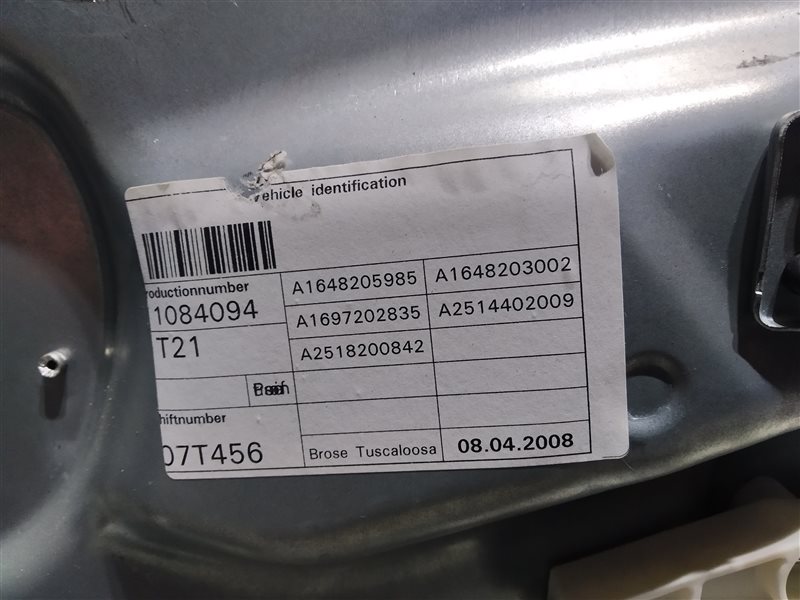 ehicle identification
roductionnumber
1084094
A1648205985 A1648203002
A1697202835 A2514402009
T21
A2518200842
hiftnumber
07T456
Brose Tuscaloosa 08.04.2008